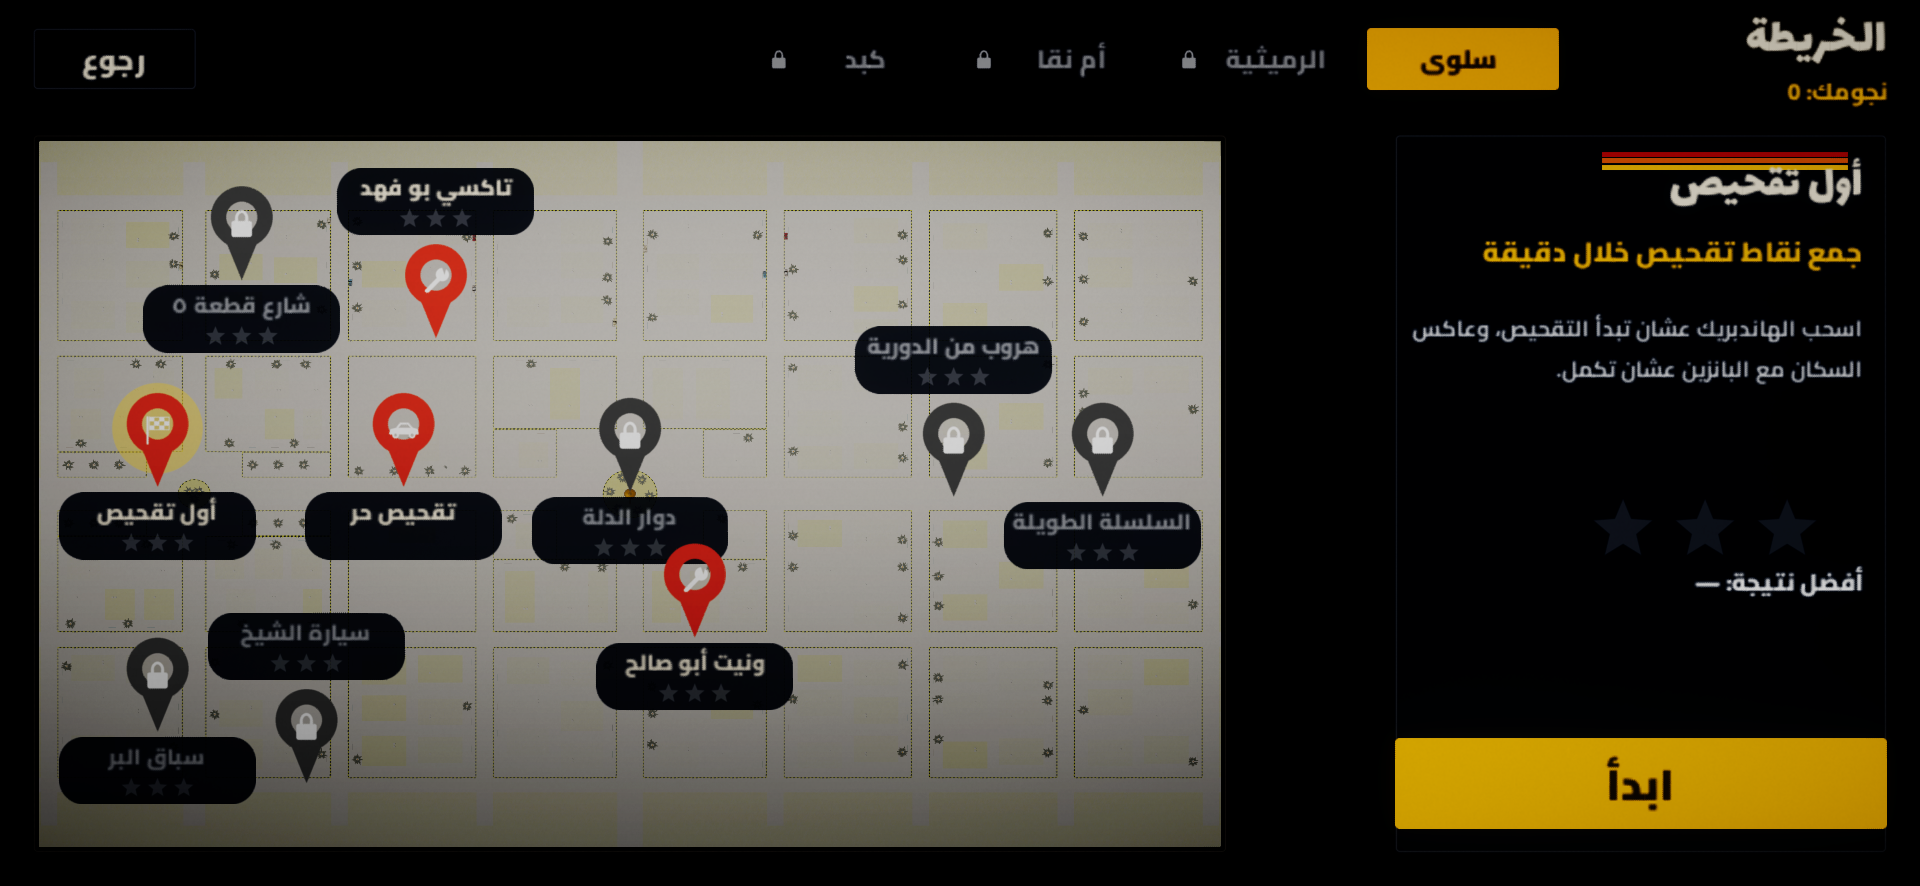 الخريطة
نجومك: 0
سلوى
الرميثية
أم نقا
كبد
رجوع
أول تقحيص
جمع نقاط تقحيص خلال دقيقة
اسحب الهاندبريك عشان تبدأ التقحيص، وعاكس
السكان مع البانزين عشان تكمل.
أفضل نتيجة: —
ابدأ
تاكسي بو فهد
شارع قطعة ٥
هروب من الدورية
السلسلة الطويلة
دوار الدلة
تقحيص حر
أول تقحيص
سيارة الشيخ
ونيت أبو صالح
سباق البر